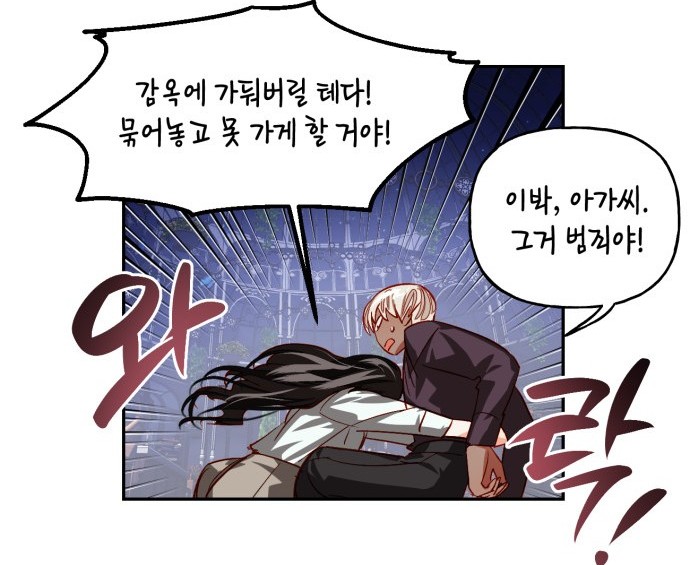 감옥에 가둬버릴 테다!
묶어놓고 못 가게 할 거야!
이봐, 아가씨.
그거 범죄야!
와
락!